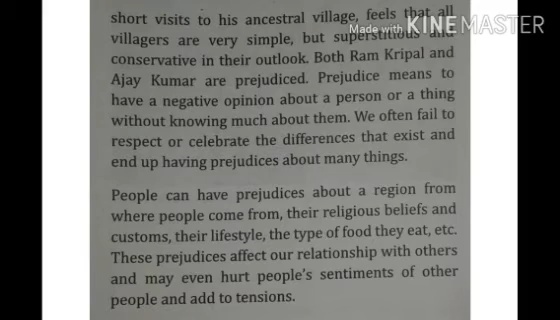 short visits to his ancestral village, feels that all
Made with KINEMASTER
villagers are very simple, but superstitious and
conservative in their outlook. Both Ram Kripal and
Ajay Kumar are prejudiced. Prejudice means to
have a negative opinion about a person or a thing
without knowing much about them. We often fail to
respect or celebrate the differences that exist and
end up having prejudices about many things.
People can have prejudices about a region from
where people come from, their religious beliefs and
customs, their lifestyle, the type of food they eat, etc.
These prejudices affect our relationship with others
and may even hurt people's sentiments of other
people and add to tensions.